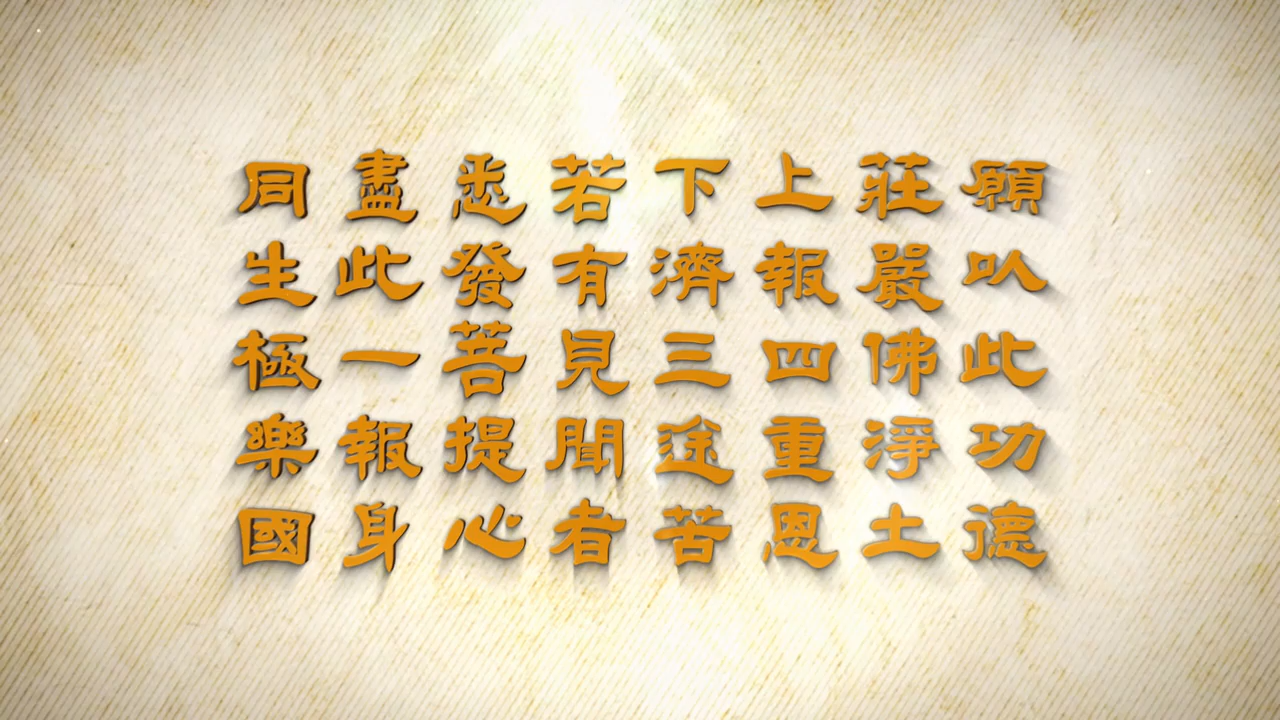 願以此功德
莊嚴佛淨土
上報四重恩
下濟三途苦
若有見聞者
悉發菩提心
盡此一報身
同生極樂國